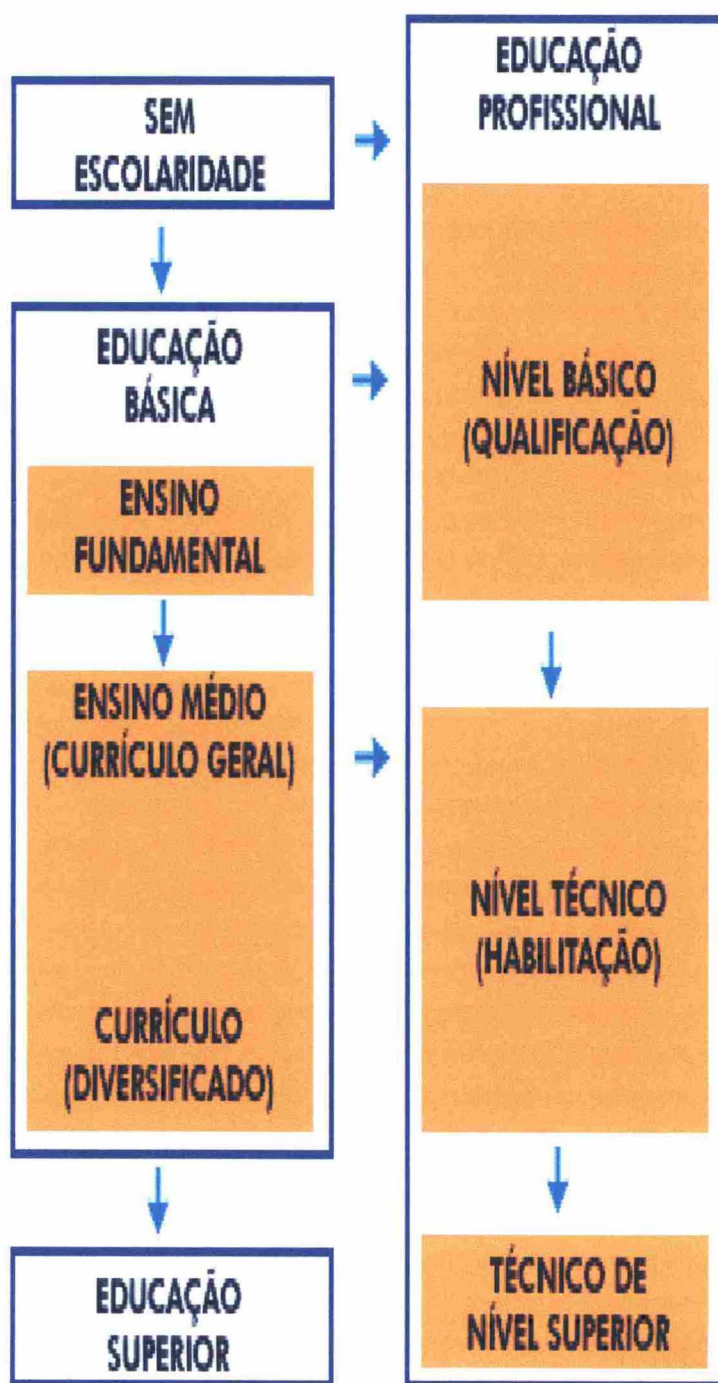 SEM
ESCOLARIDADE
EDUCAÇÃO
BÁSICA
ENSINO
FUNDAMENTAL
ENSINO MÉDIO
(CURRÍCULO GERAL)
CURRÍCULO
(DIVERSIFICADO)
EDUCAÇÃO
SUPERIOR
EDUCAÇÃO
PROFISSIONAL
NÍVEL BÁSICO
(QUALIFICAÇÃO)
NÍVEL TÉCNICO
(HABILITAÇÃO)
TÉCNICO DE
NÍVEL SUPERIOR